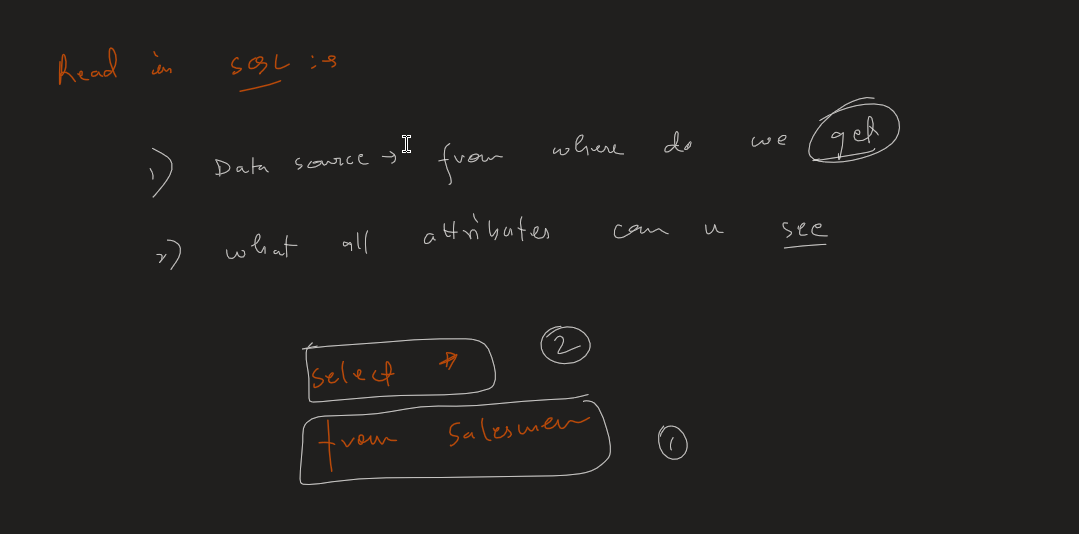 Read in SQL :-
1) Data source → from where do we get
2) what all attributes can u see
select * 2
from Salesmen 1